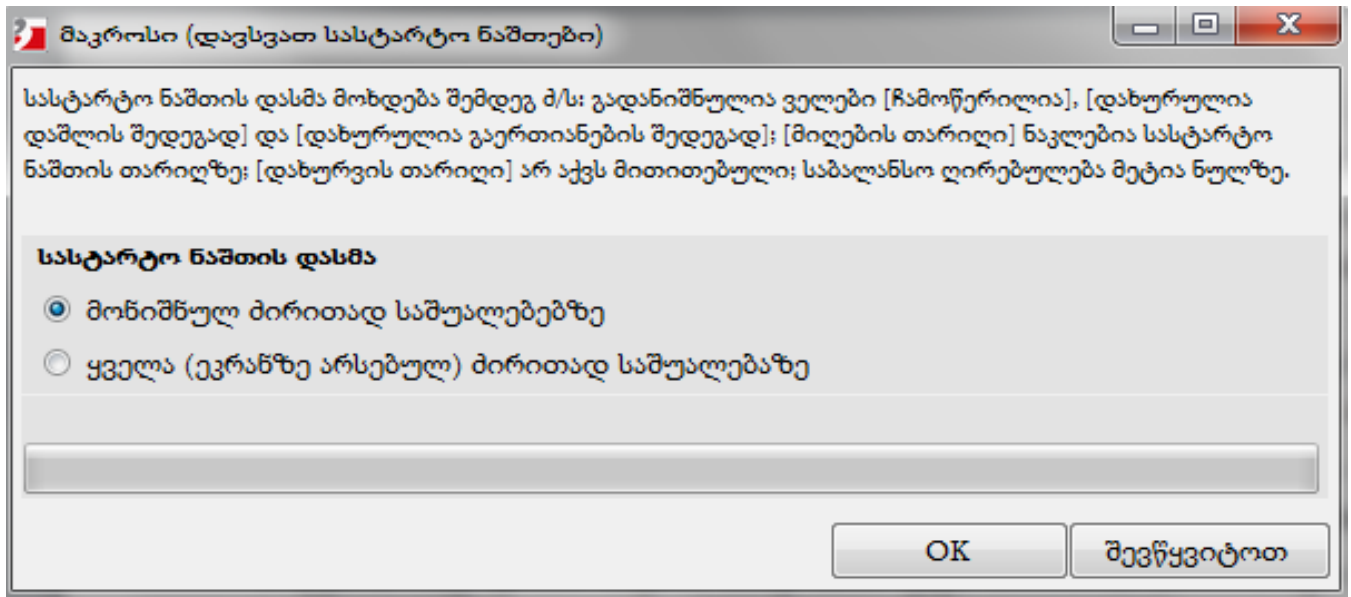 მაკროსი (დავსვათ სასტარტო ნაშთები)
სასტარტო ნაშთის დასმა მოხდება შემდეგ ძ/ს: გადანიშნულია ველები [ჩამოწერილია], [დახურულია
დაშლის შედეგად] და [დახურულია გაერთიანების შედეგად]; [მიღების თარიღი] ნაკლებია სასტარტო
ნაშთის თარიღზე; [დახურვის თარიღი] არ აქვს მითითებული; საბალანსო ღირებულება მეტია ნულზე.
სასტარტო ნაშთის დასმა
მონიშნულ ძირითად საშუალებებზე
ყველა (ეკრანზე არსებულ) ძირითად საშუალებაზე
OK
შევწყვიტოთ